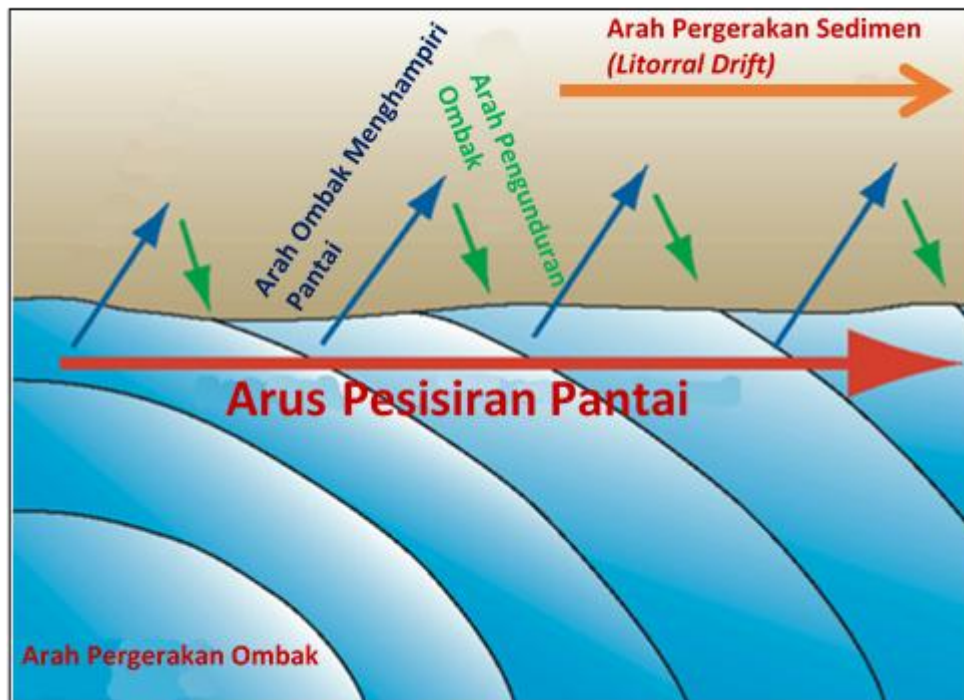 Arah Pergerakan Sedimen
(Litorral Drift)
Arah Ombak Menghampiri
Pantai
Arah Pengunduran
Ombak
Arus Pesisiran Pantai
Arah Pergerakan Ombak